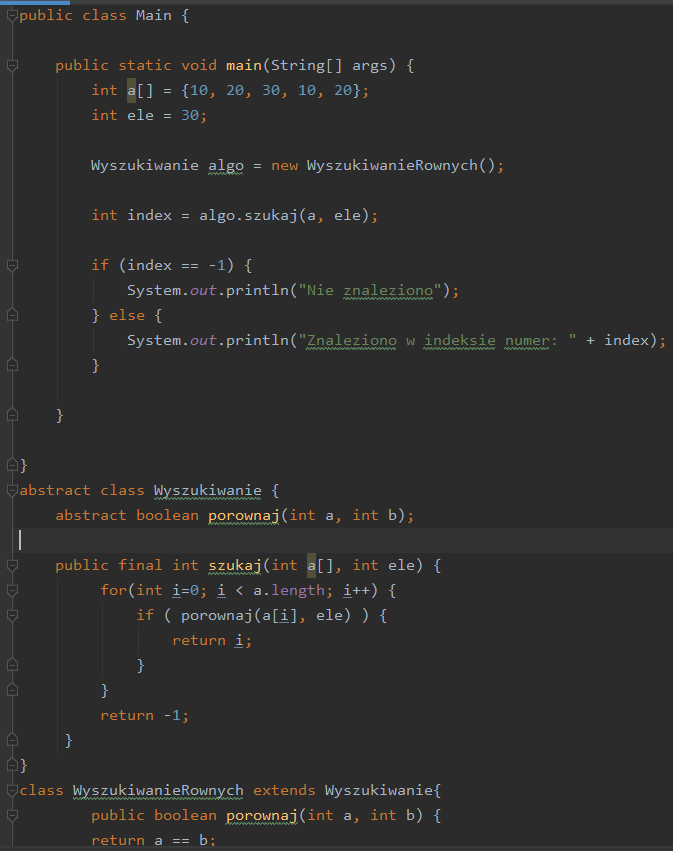 public class Main {
public static void main(String[] args) {
int a[] = {10, 20, 30, 10, 20};
int ele = 30;
Wyszukiwanie algo = new WyszukiwanieRownych();
int index = algo.szukaj(a, ele);
if (index == -1) {
System.out.println("Nie znaleziono");
} else {
System.out.println("Znaleziono w indeksie numer: " + index);
}
}
}
abstract class Wyszukiwanie {
abstract boolean porownaj(int a, int b);
public final int szukaj(int a[], int ele) {
for(int i=0; i < a.length; i++) {
if ( porownaj(a[i], ele) ) {
return i;
}
}
return -1;
}
}
class WyszukiwanieRownych extends Wyszukiwanie{
public boolean porownaj(int a, int b) {
return a == b;